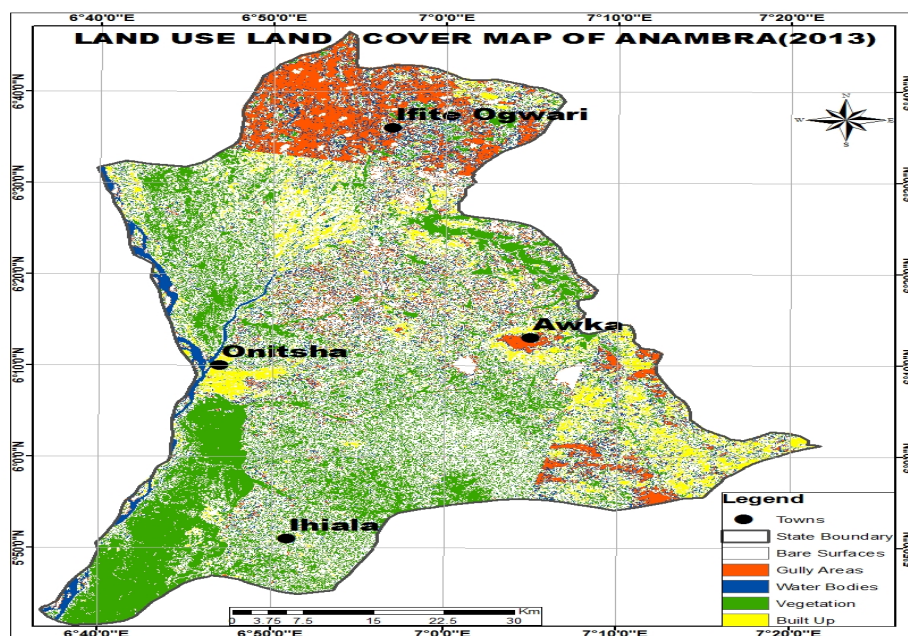 6°40'0"E 6°50'0"E 7°0'0"E 7°10'0"E 7°20'0"E
LAND USE LAND COVER MAP OF ANAMBRA(2013)
6°40'0"N
Ifite Ogwari
N
W E
S
6°30'0"N
6°20'0"N
Awka
Onitsha
6°10'0"N
6°0'0"N
Ihiala
5°50'0"N
Legend
Towns
State Boundary
Bare Surfaces
Gully Areas
Water Bodies
Vegetation
Built Up
Km
0 3.75 7.5 15 22.5 30
6°40'0"E 6°50'0"E 7°0'0"E 7°10'0"E 7°20'0"E